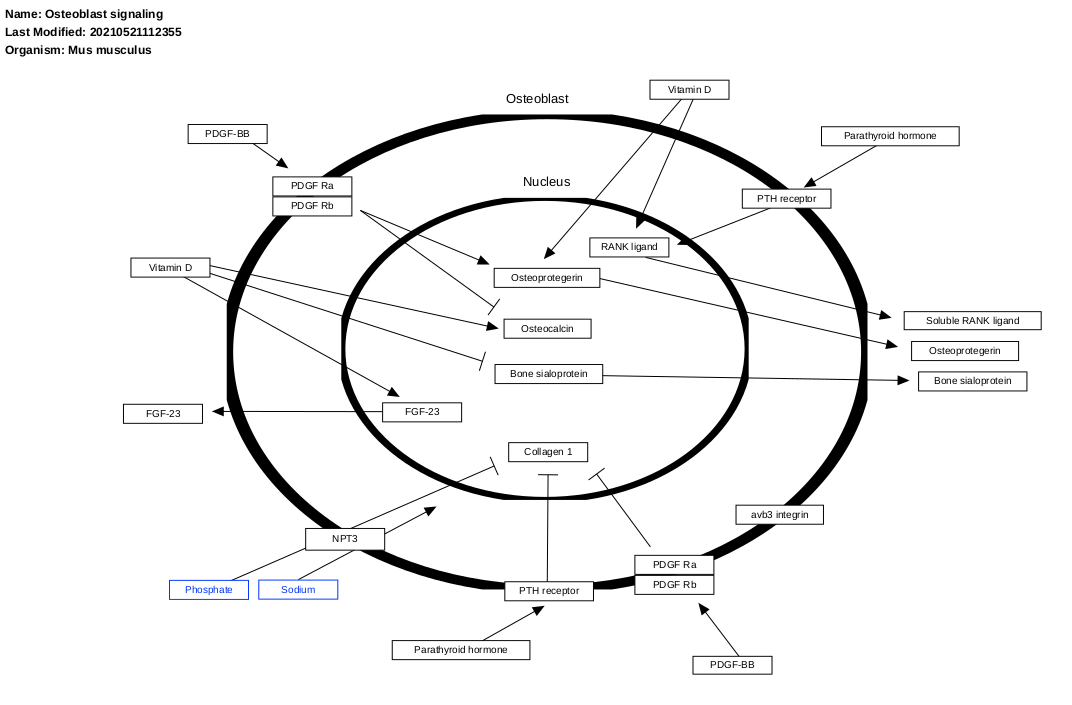 Name: Osteoblast signaling
Last Modified: 20210521112355
Organism: Mus musculus
Vitamin D
Osteoblast
PDGF-BB
Parathyroid hormone
PDGF Ra
Nucleus
PTH receptor
PDGF Rb
RANK ligand
Vitamin D
Osteoprotegerin
Soluble RANK ligand
Osteocalcin
Osteoprotegerin
Bone sialoprotein
Bone sialoprotein
FGF-23
FGF-23
Collagen 1
avb3 integrin
NPT3
PDGF Ra
PDGF Rb
Phosphate
Sodium
PTH receptor
Parathyroid hormone
PDGF-BB